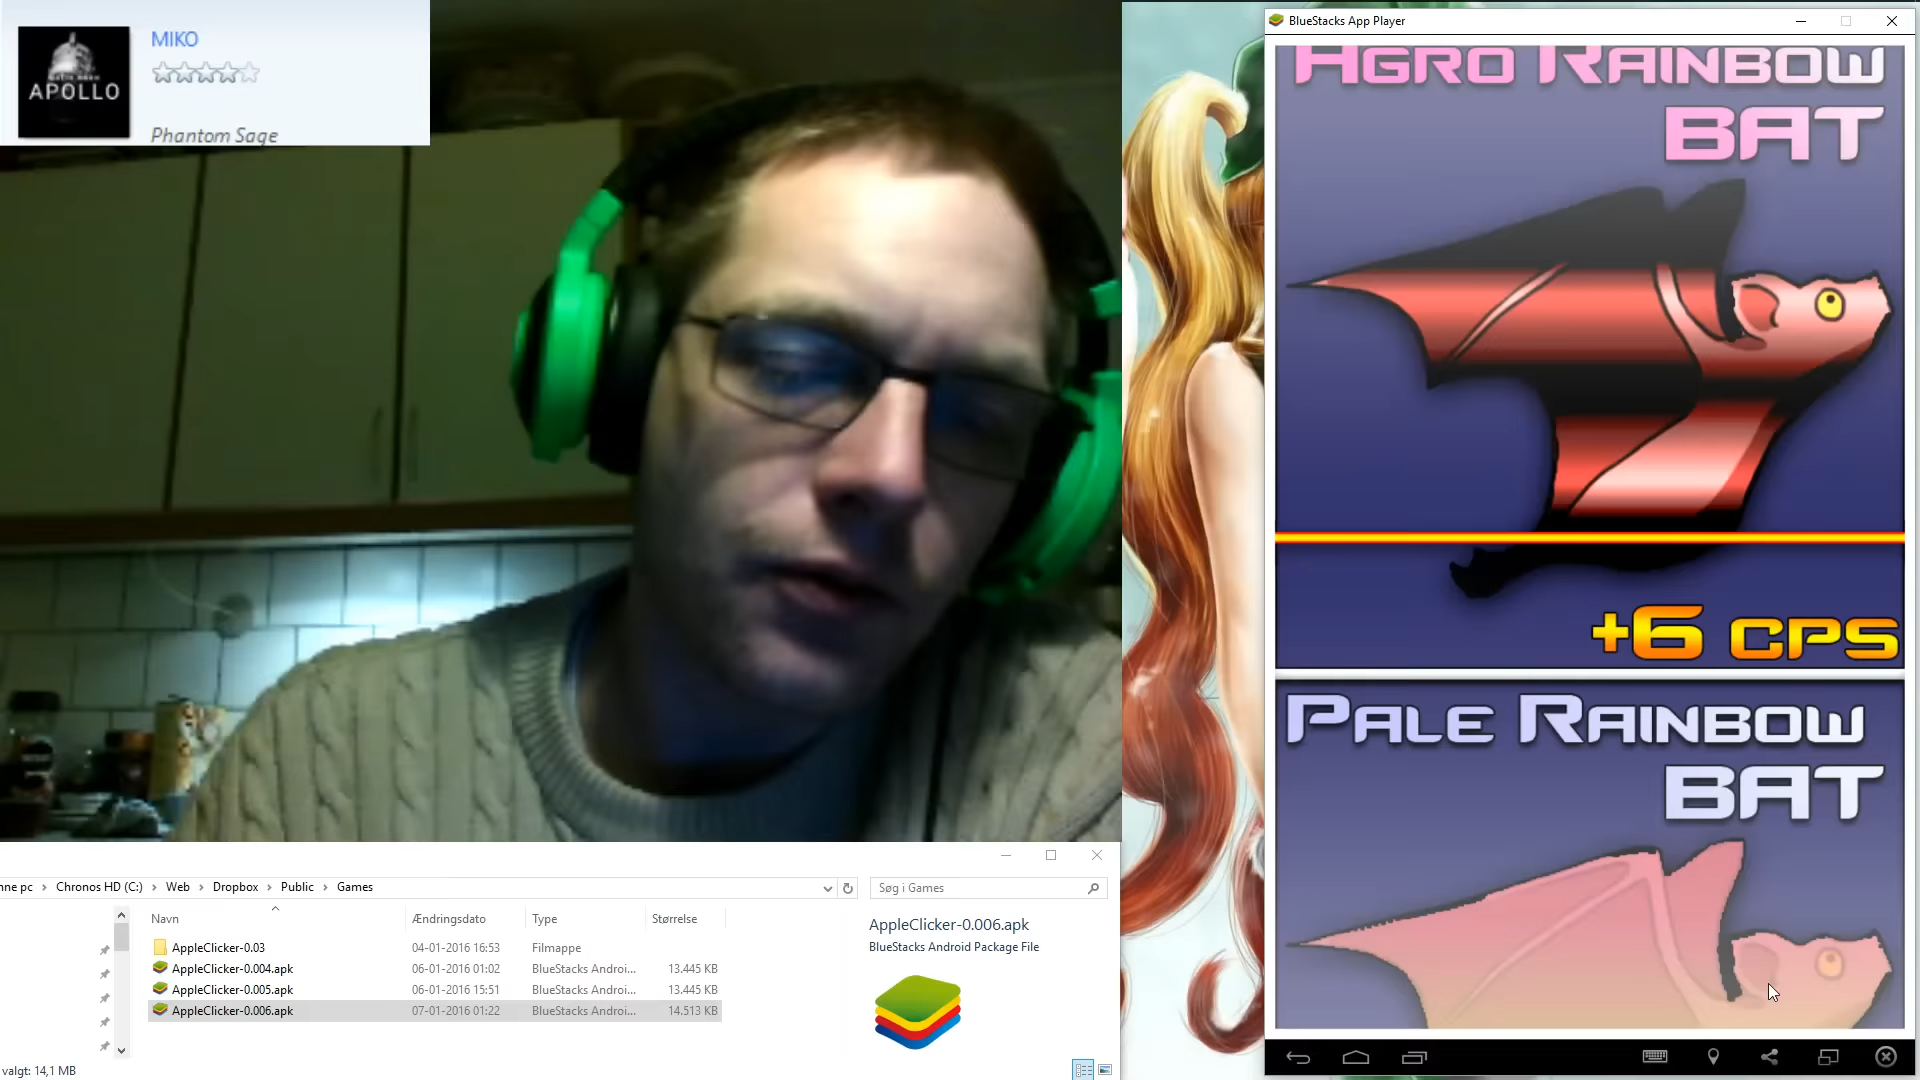 APOLLO
MIKO
Phantom Sage
BlueStacks App Player
AGRO RAINBOW
BAT
+6 CPS
PALE RAINBOW
BAT
nne pc > Chronos HD (C:) > Web > Dropbox > Public > Games
Søg i Games
Navn Ændringsdato Type Størrelse
AppleClicker-0.03 04-01-2016 16:53 Filmappe
AppleClicker-0.004.apk 06-01-2016 01:02 BlueStacks Androi... 13.445 KB
AppleClicker-0.005.apk 06-01-2016 15:51 BlueStacks Androi... 13.445 KB
AppleClicker-0.006.apk 07-01-2016 01:22 BlueStacks Androi... 14.513 KB
AppleClicker-0.006.apk
BlueStacks Android Package File
valgt: 14,1 MB